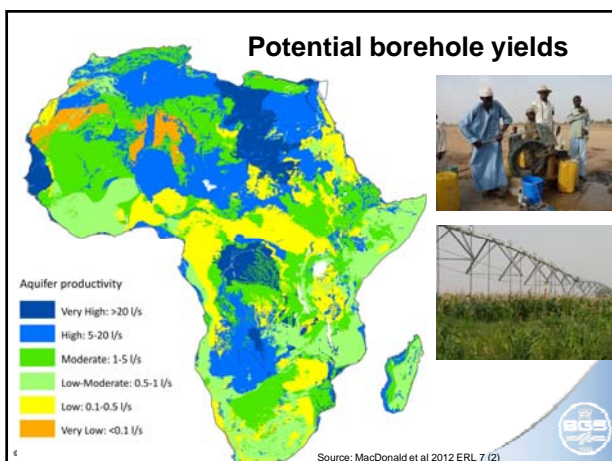 Potential borehole yields
Aquifer productivity
Very High: >20 l/s
High: 5-20 l/s
Moderate: 1-5 l/s
Low-Moderate: 0.5-1 l/s
Low: 0.1-0.5 l/s
Very Low: <0.1 l/s
©
Source: MacDonald et al 2012 ERL 7 (2)
BGS